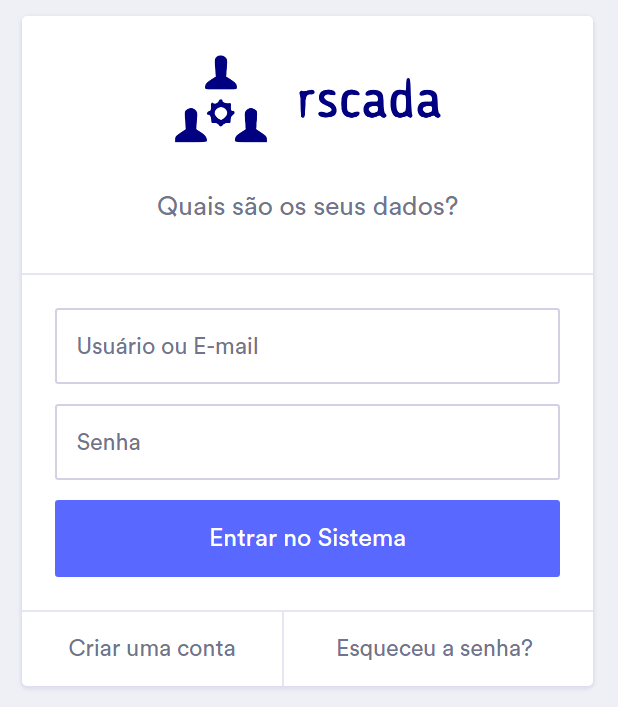 rscada
Quais são os seus dados?
Usuário ou E-mail
Senha
Entrar no Sistema
Criar uma conta
Esqueceu a senha?